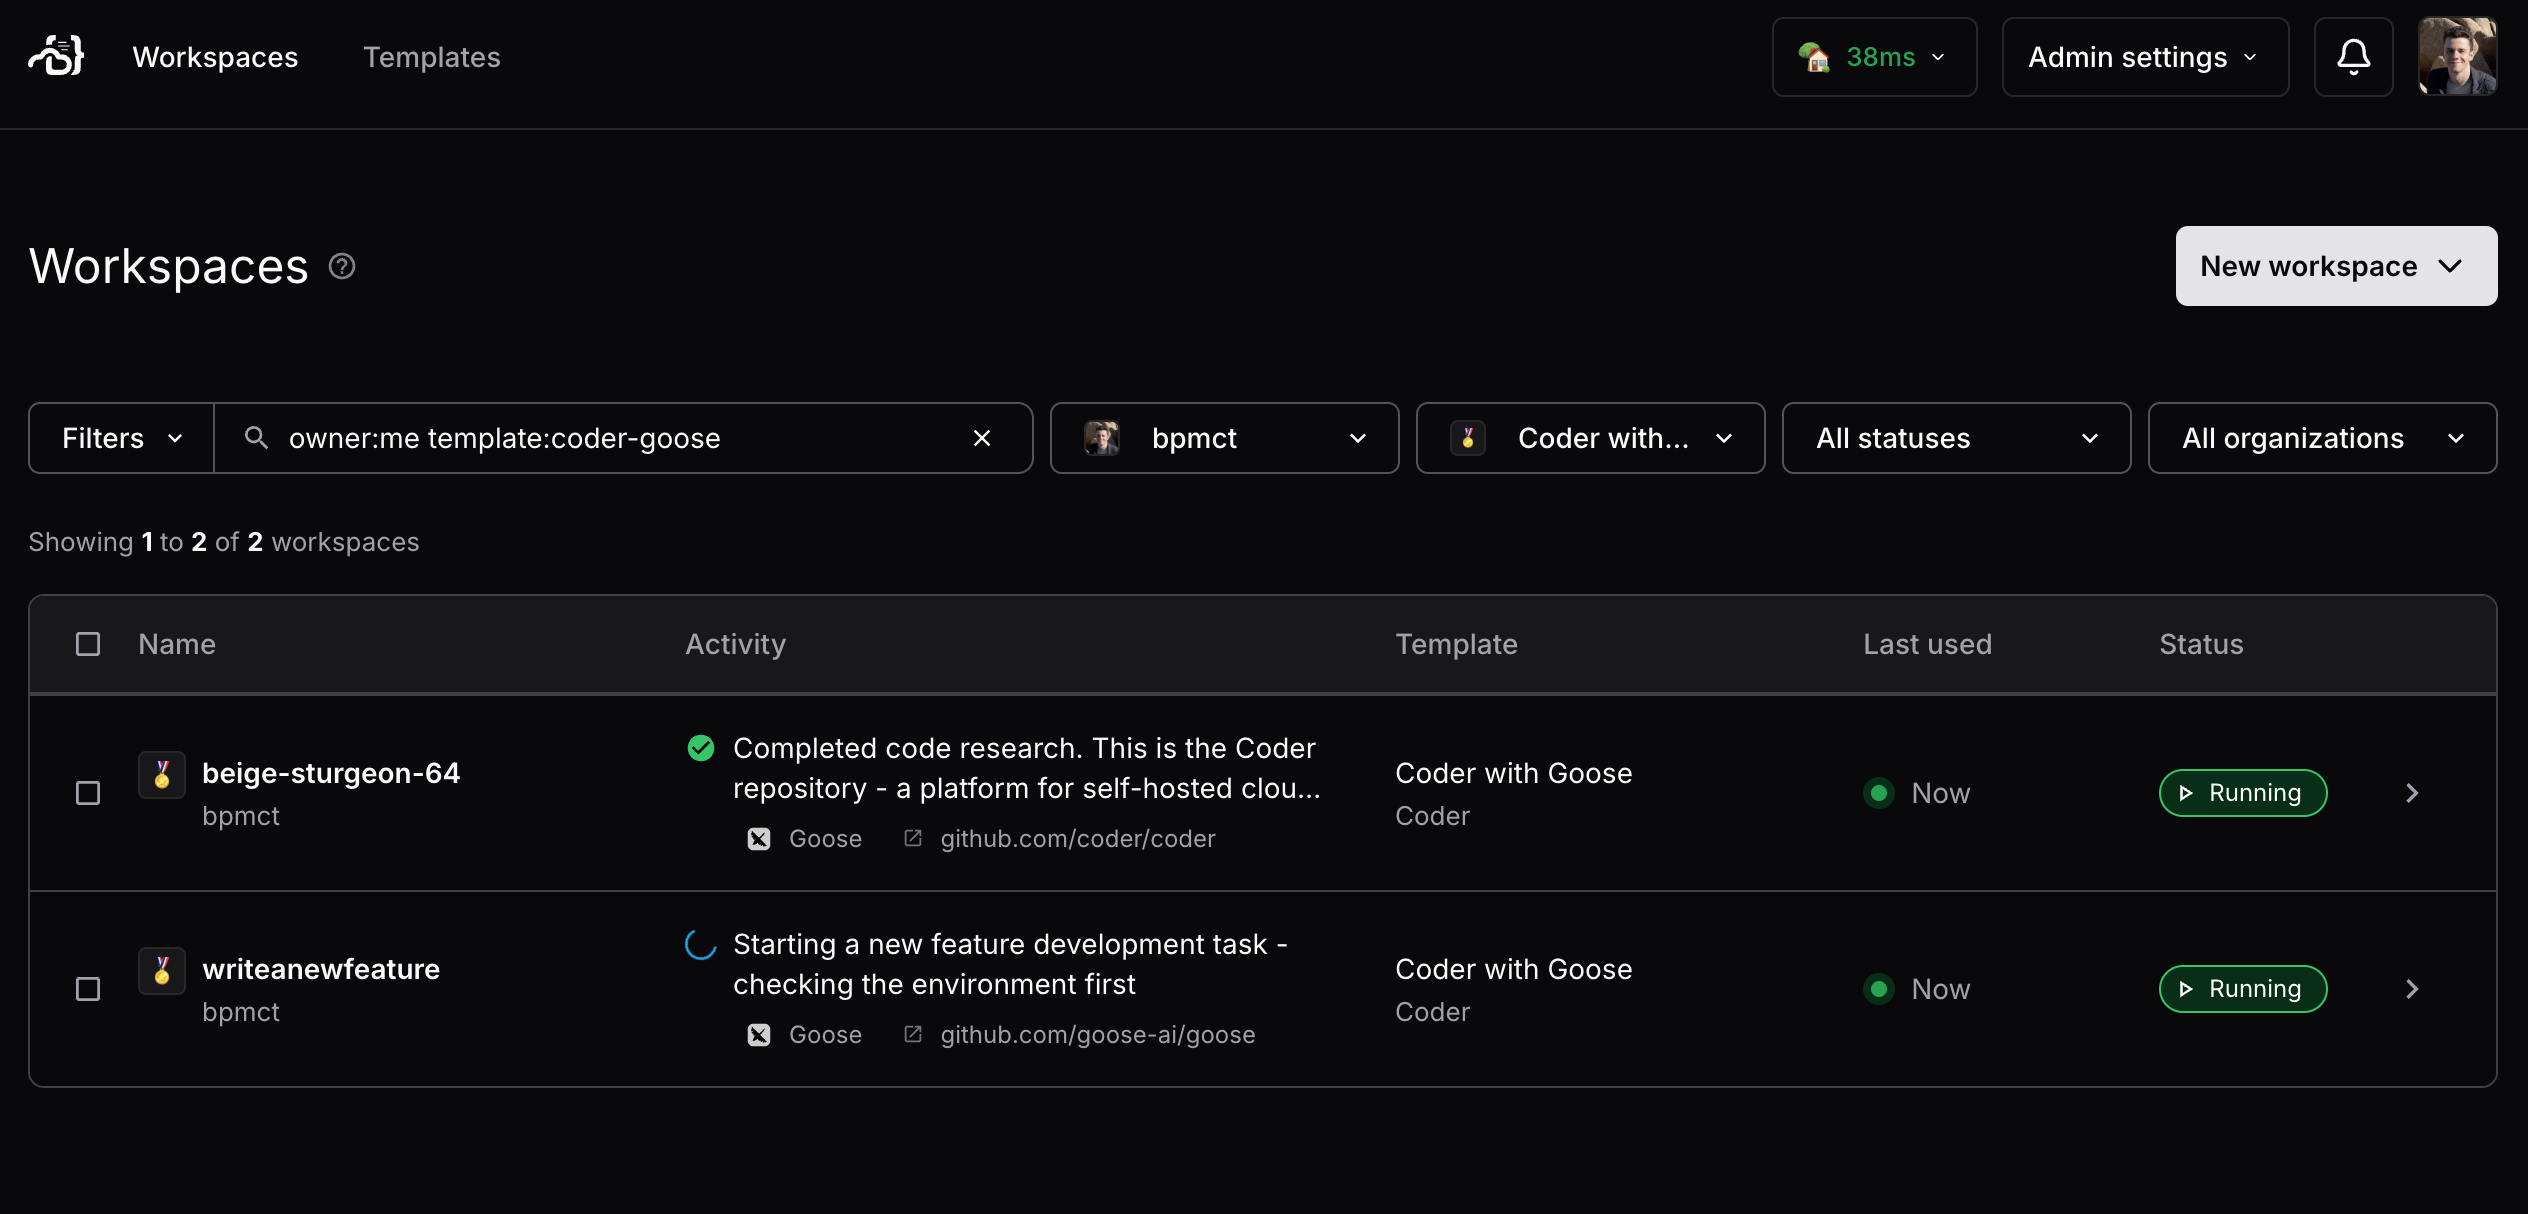 Workspaces
Templates
38ms
Admin settings
Workspaces
New workspace
Filters
owner:me template:coder-goose
bpmct
Coder with...
All statuses
All organizations
Showing 1 to 2 of 2 workspaces
Name
Activity
Template
Last used
Status
beige-sturgeon-64
bpmct
Completed code research. This is the Coder
repository - a platform for self-hosted clou...
Goose
github.com/coder/coder
Coder with Goose
Coder
Now
Running
writeanewfeature
bpmct
Starting a new feature development task -
checking the environment first
Goose
github.com/goose-ai/goose
Coder with Goose
Coder
Now
Running